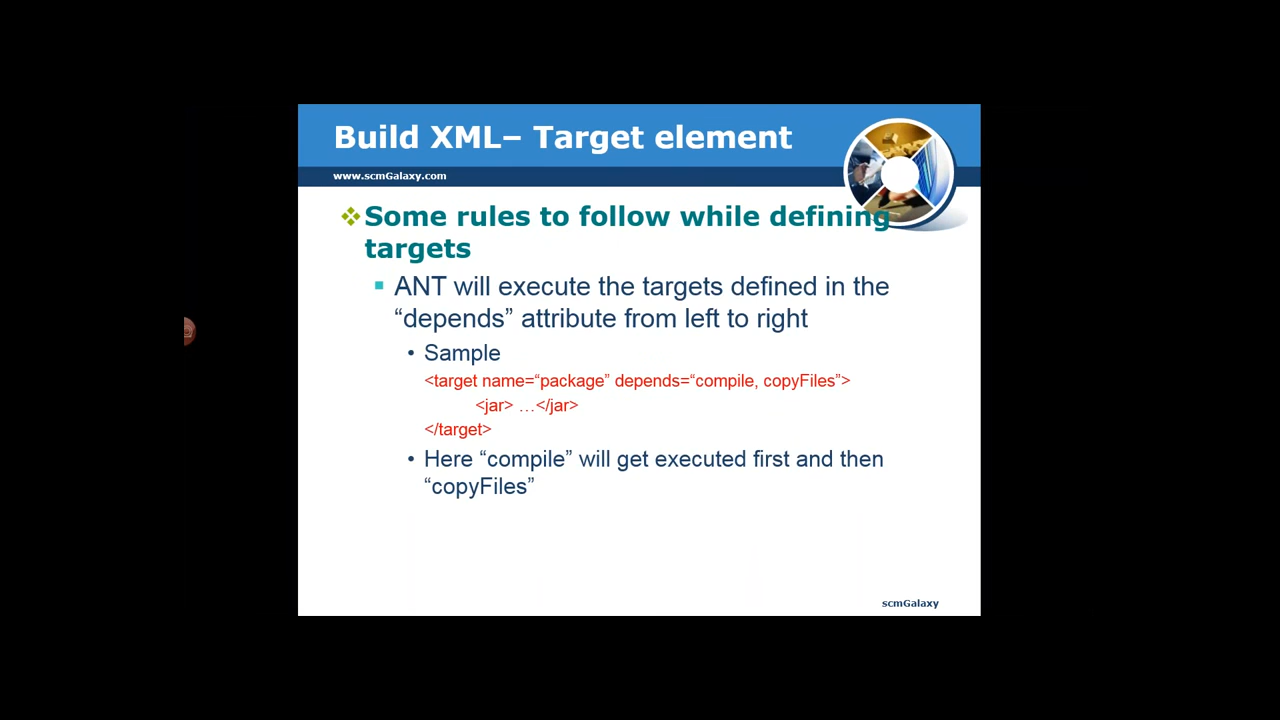 Build XML– Target element
www.scmGalaxy.com
Some rules to follow while defining
targets
ANT will execute the targets defined in the
“depends” attribute from left to right
• Sample
<target name=“package” depends=“compile, copyFiles”>
<jar> …</jar>
</target>
• Here “compile” will get executed first and then
“copyFiles”
scmGalaxy